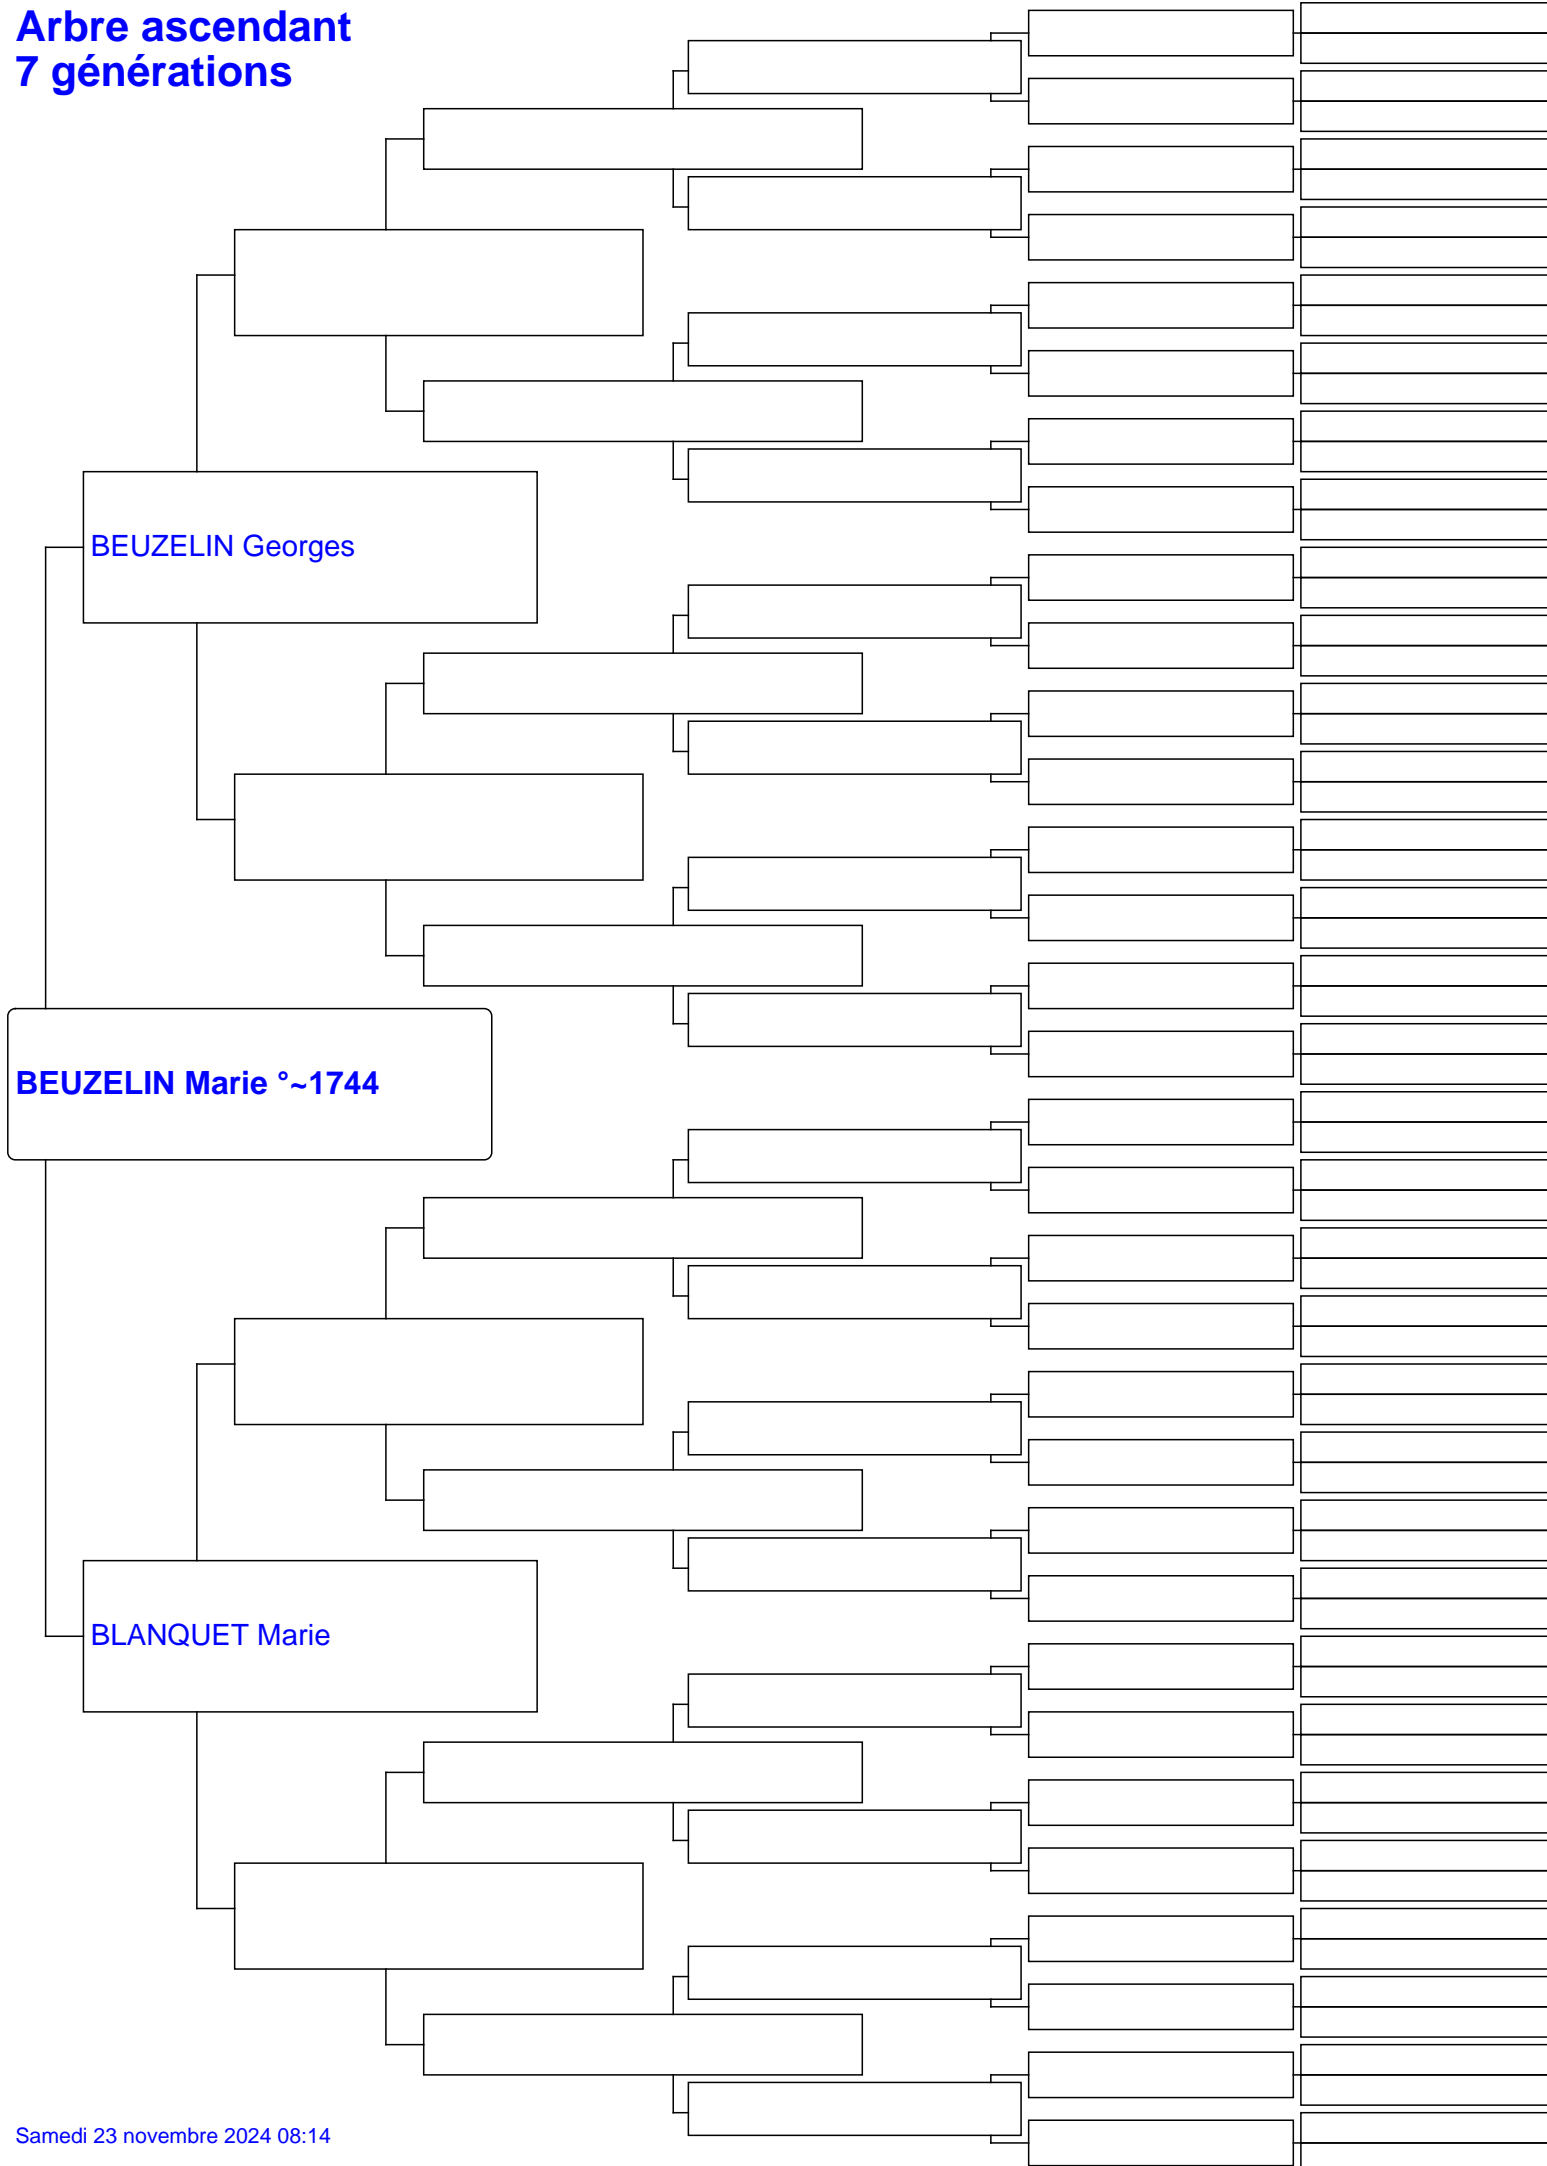 Arbre ascendant
7 générations
BEUZELIN Georges
BEUZELIN Marie °~1744
BLANQUET Marie
Samedi 23 novembre 2024 08:14